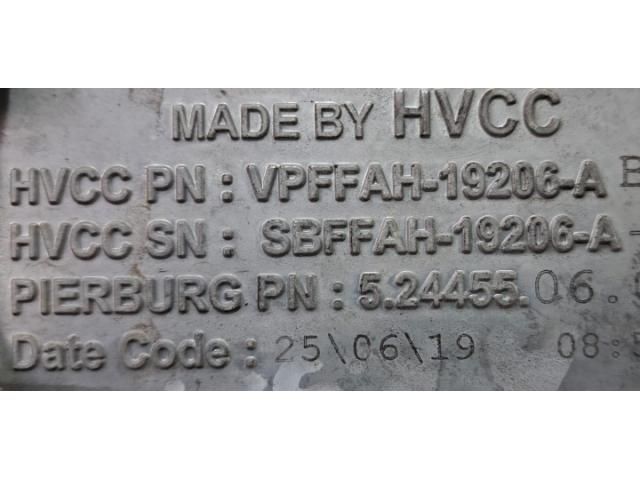 MADE BY HVCC
HVCC PN : VPFFAH-19206-A
HVCC SN : SBFFAH-19206-A
PIERBURG PN : 5.24455.06.
Date Code : 25\06\19 08: